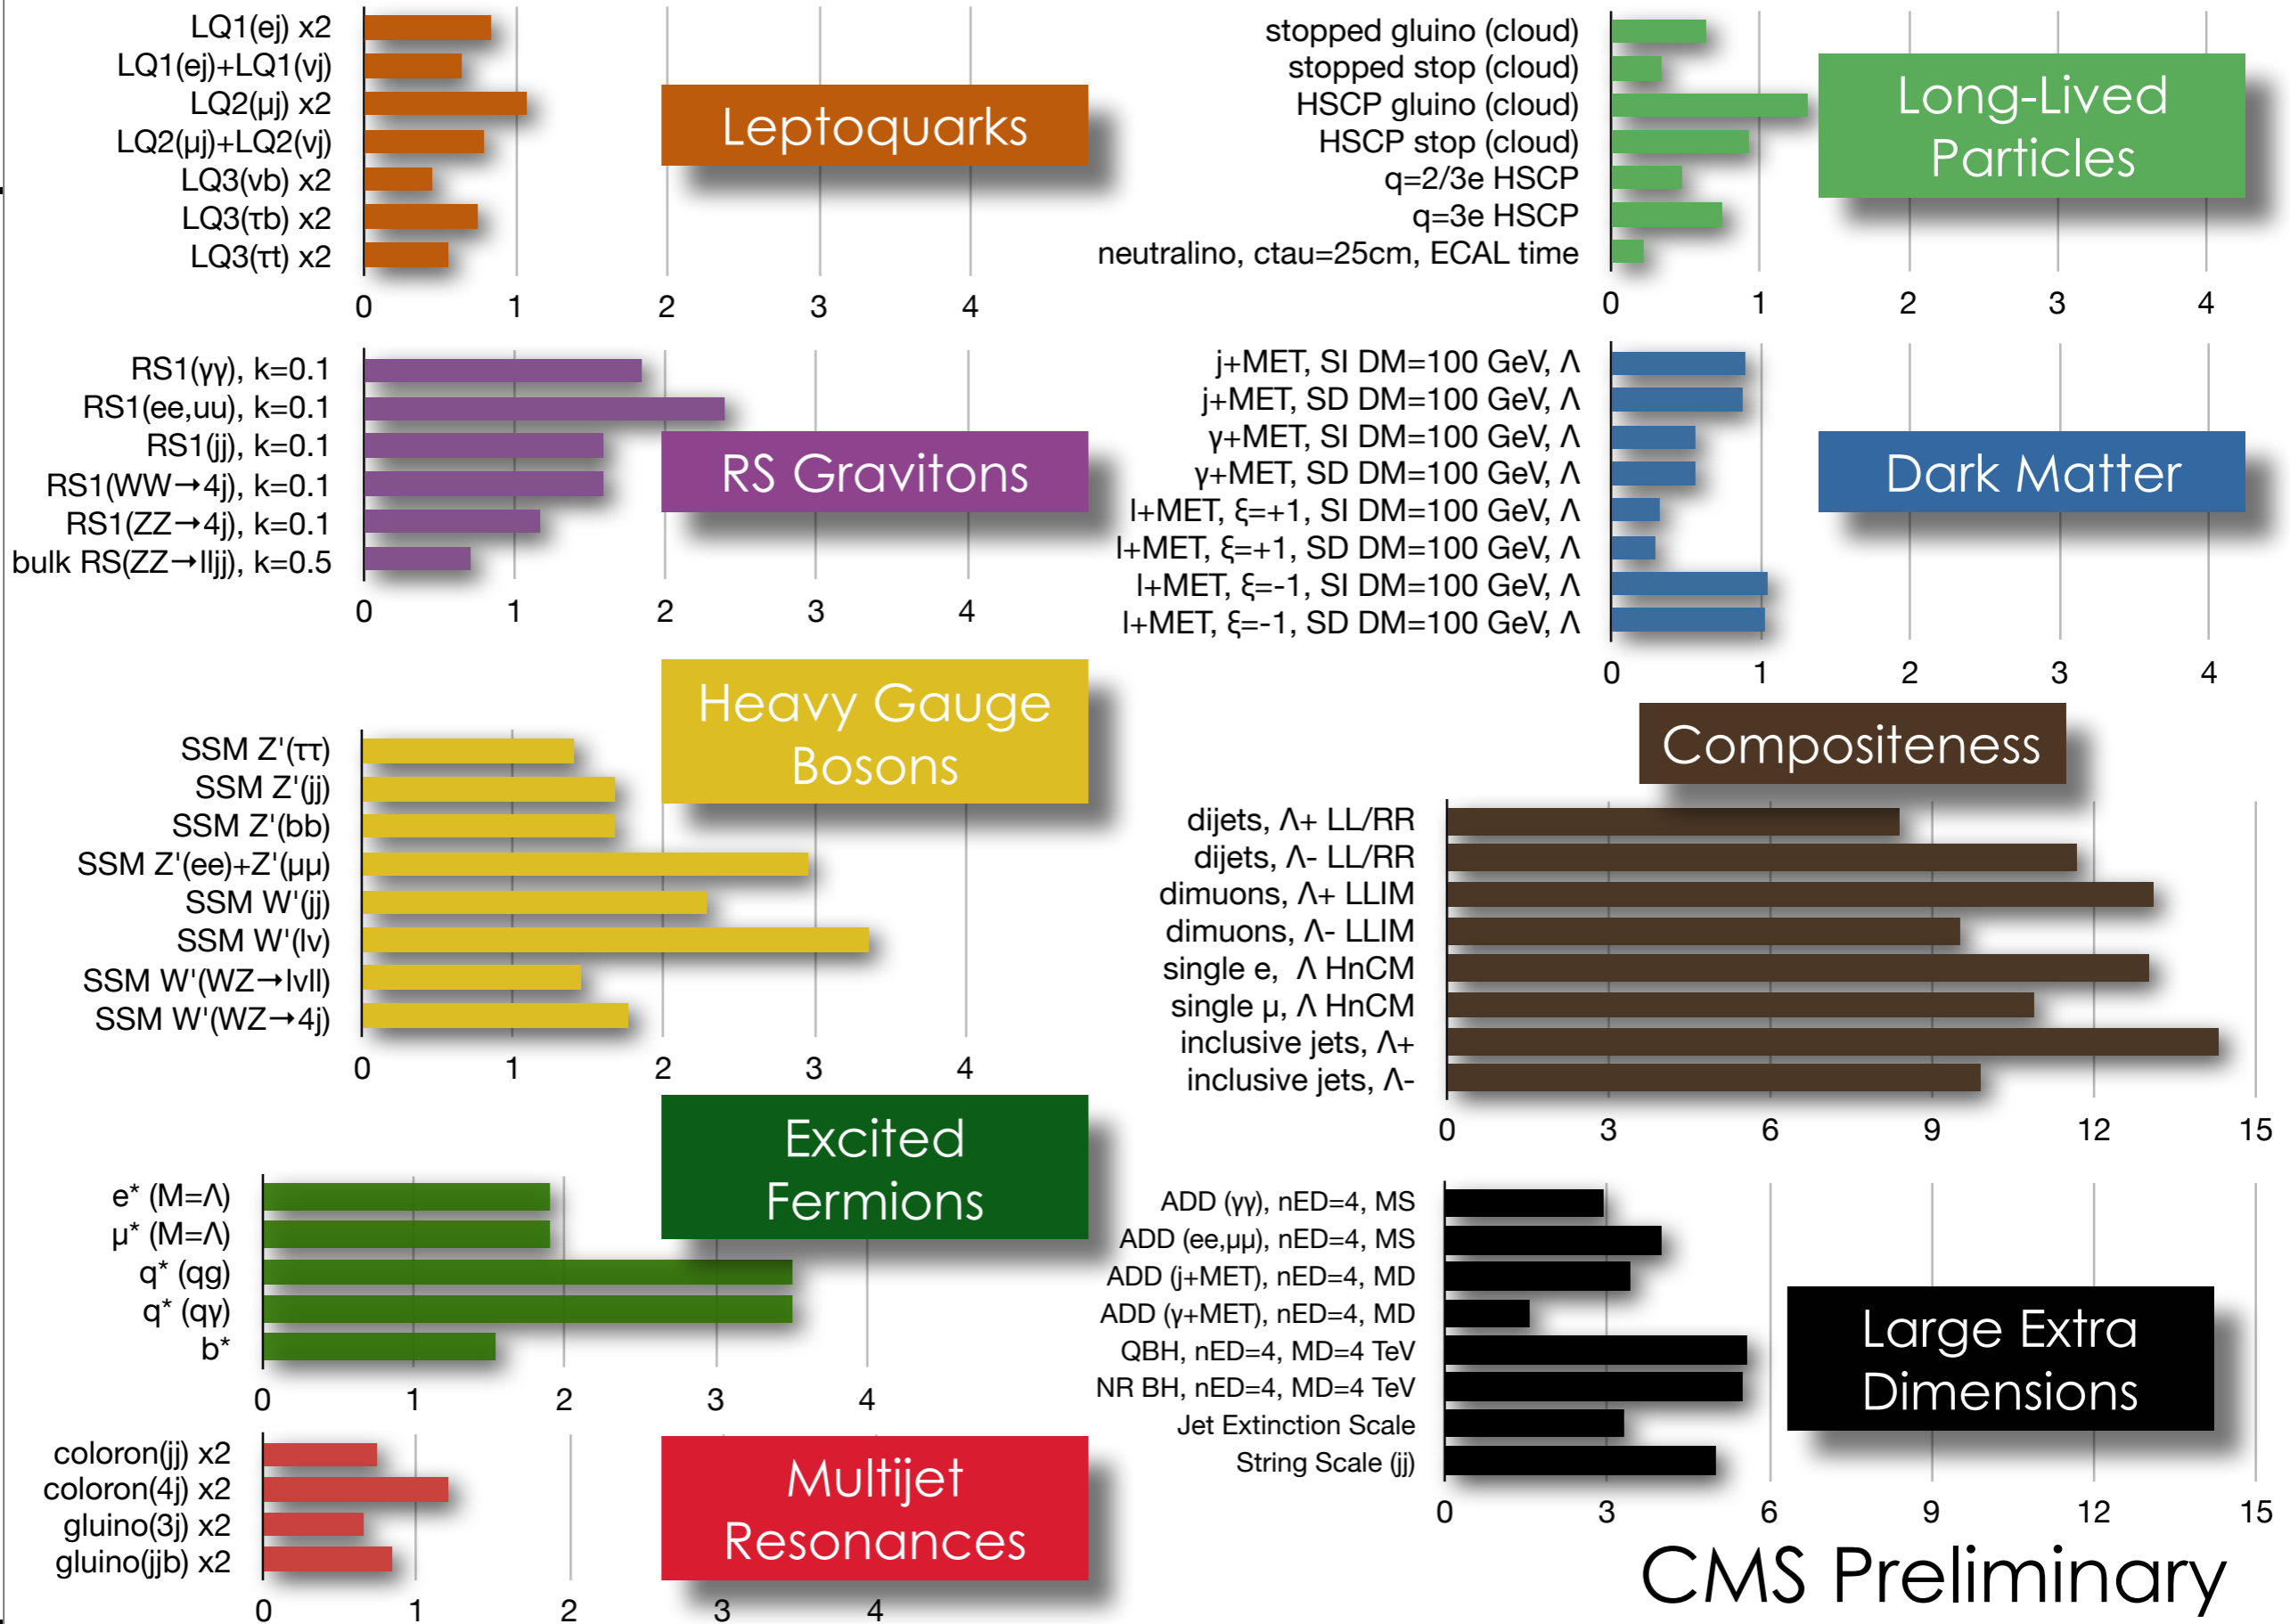 LQ1(ej) x2
LQ1(ej)+LQ1(νj)
LQ2(μj) x2
LQ2(μj)+LQ2(νj)
LQ3(νb) x2
LQ3(τb) x2
LQ3(τt) x2
0 1 2 3 4
Leptoquarks
RS1(γγ), k=0.1
RS1(ee,uu), k=0.1
RS1(jj), k=0.1
RS1(WW→4j), k=0.1
RS1(ZZ→4j), k=0.1
bulk RS(ZZ→lljj), k=0.5
0 1 2 3 4
RS Gravitons
Heavy Gauge
Bosons
SSM Z'(ττ)
SSM Z'(jj)
SSM Z'(bb)
SSM Z'(ee)+Z'(μμ)
SSM W'(jj)
SSM W'(lν)
SSM W'(WZ→lνll)
SSM W'(WZ→4j)
0 1 2 3 4
Excited
Fermions
e* (M=Λ)
μ* (M=Λ)
q* (qg)
q* (qγ)
b*
0 1 2 3 4
coloron(jj) x2
coloron(4j) x2
gluino(3j) x2
gluino(jjb) x2
0 1 2 3 4
Multijet
Resonances
stopped gluino (cloud)
stopped stop (cloud)
HSCP gluino (cloud)
HSCP stop (cloud)
q=2/3e HSCP
q=3e HSCP
neutralino, ctau=25cm, ECAL time
0 1 2 3 4
Long-Lived
Particles
j+MET, SI DM=100 GeV, Λ
j+MET, SD DM=100 GeV, Λ
γ+MET, SI DM=100 GeV, Λ
γ+MET, SD DM=100 GeV, Λ
l+MET, ξ=+1, SI DM=100 GeV, Λ
l+MET, ξ=+1, SD DM=100 GeV, Λ
l+MET, ξ=-1, SI DM=100 GeV, Λ
l+MET, ξ=-1, SD DM=100 GeV, Λ
0 1 2 3 4
Dark Matter
Compositeness
dijets, Λ+ LL/RR
dijets, Λ- LL/RR
dimuons, Λ+ LLIM
dimuons, Λ- LLIM
single e, Λ HnCM
single μ, Λ HnCM
inclusive jets, Λ+
inclusive jets, Λ-
0 3 6 9 12 15
ADD (γγ), nED=4, MS
ADD (ee,μμ), nED=4, MS
ADD (j+MET), nED=4, MD
ADD (γ+MET), nED=4, MD
QBH, nED=4, MD=4 TeV
NR BH, nED=4, MD=4 TeV
Jet Extinction Scale
String Scale (jj)
0 3 6 9 12 15
Large Extra
Dimensions
CMS Preliminary